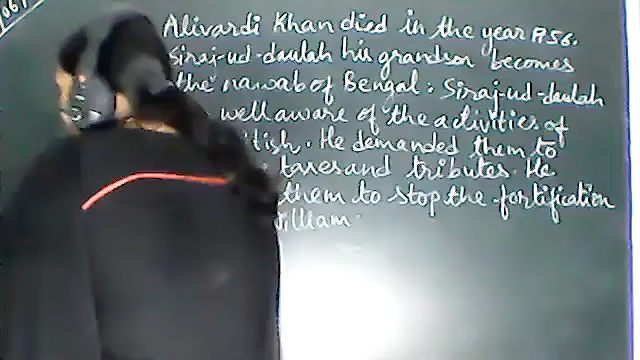 Alivardi Khan died in the year 1756.
Siraj-ud-daulah his grandson becomes
the nawab of Bengal. Siraj-ud-daulah
well aware of the activities of
tish. He demanded them to
taxes and tributes. He
them to stop the fortification
illiam.